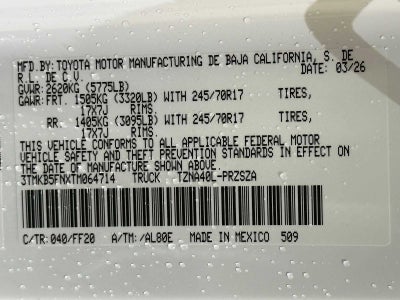 MFD.BY:TOYOTA MOTOR MANUFACTURING DE BAJA CALIFORNIA, S. DE
R.L. DE C.V. DATE: 03/26
GVWR:2620KG (5775LB)
GAWR:FRT. 1505KG (3320LB) WITH 245/70R17 TIRES,
17X7J RIMS.
RR. 1405KG (3095LB) WITH 245/70R17 TIRES,
17X7J RIMS.
THIS VEHICLE CONFORMS TO ALL APPLICABLE FEDERAL MOTOR
VEHICLE SAFETY AND THEFT PREVENTION STANDARDS IN EFFECT ON
THE DATE OF MANUFACTURE SHOWN ABOVE.
3TMKB5FNXTM064714 TRUCK TZNA40L-PRZSZA
C/TR:040/FF20 A/TM:/AL80E MADE IN MEXICO 509